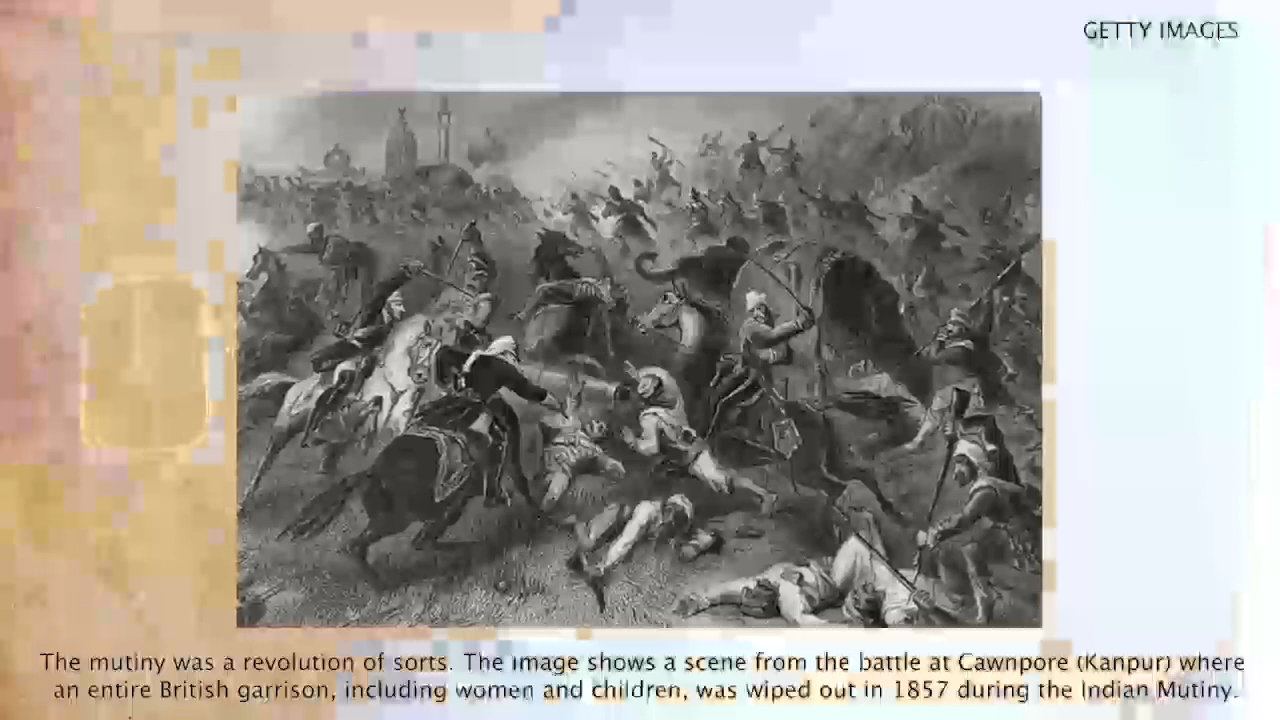 GETTY IMAGES
The mutiny was a revolution of sorts. The image shows a scene from the battle at Cawnpore (Kanpur) where
an entire British garrison, including women and children, was wiped out in 1857 during the Indian Mutiny.